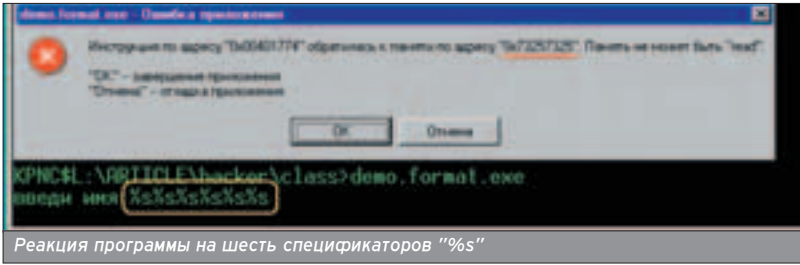 demo.format.exe - Ошибка приложения
Инструкция по адресу "0x00401774" обратилась к памяти по адресу "0x73257325". Память не может быть "read".
"OK" -- завершение приложения
"Отмена" -- отладка приложения
OK Отмена
KPNC$L:\ARTICLE\hacker\class>demo.format.exe
введи имя %s%s%s%s%s%s
Реакция программы на шесть спецификаторов "%s"